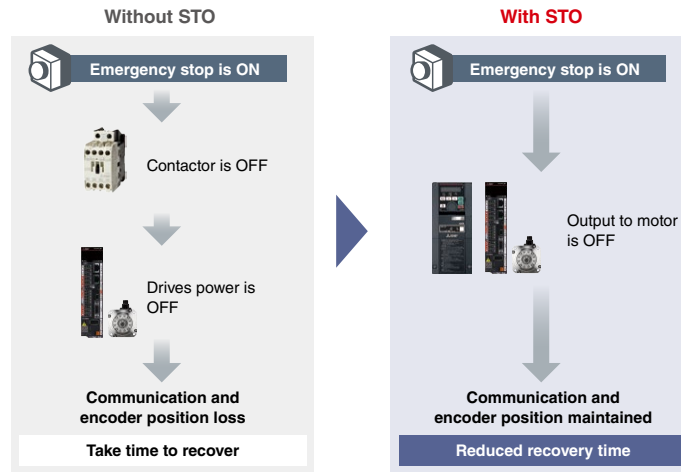 Without STO
Emergency stop is ON
Contactor is OFF
Drives power is
OFF
Communication and
encoder position loss
Take time to recover
With STO
Emergency stop is ON
Output to motor
is OFF
Communication and
encoder position maintained
Reduced recovery time